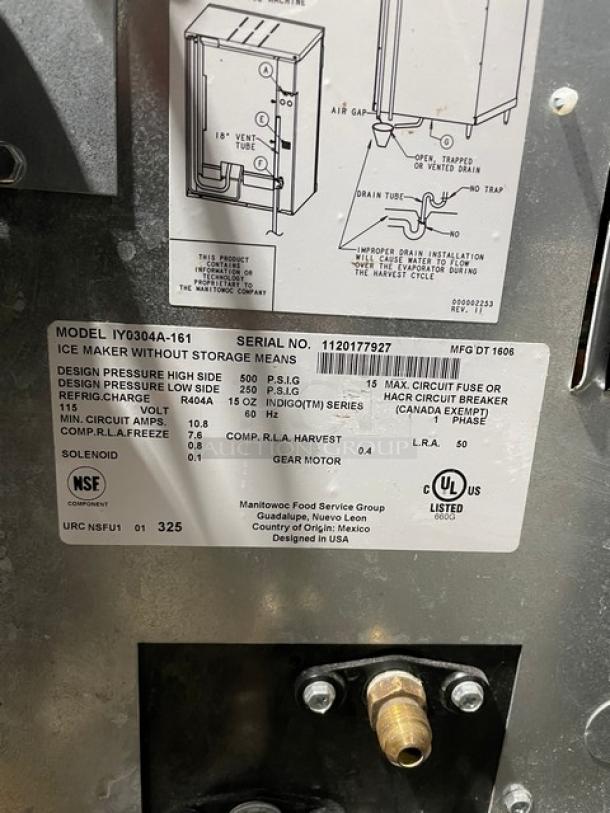 MACHINE
A
E
18" VENT
TUBE
F
AIR GAP
G
OPEN, TRAPPED
OR VENTED DRAIN
DRAIN TUBE
NO TRAP
NO
IMPROPER DRAIN INSTALLATION
WILL CAUSE WATER TO FLOW
OVER THE EVAPORATOR DURING
THE HARVEST CYCLE
THIS PRODUCT
CONTAINS
INFORMATION OR
TECHNOLOGY
PROPRIETARY TO
THE MANITOWOC COMPANY
000002253
REV. 11
MODEL IY0304A-161 SERIAL NO. 1120177927 MFG DT 1606
ICE MAKER WITHOUT STORAGE MEANS
DESIGN PRESSURE HIGH SIDE 500 P.S.I.G 15 MAX. CIRCUIT FUSE OR
DESIGN PRESSURE LOW SIDE 250 P.S.I.G HACR CIRCUIT BREAKER
REFRIG.CHARGE R404A 15 OZ INDIGO(TM) SERIES (CANADA EXEMPT)
115 VOLT 60 Hz 1 PHASE
MIN. CIRCUIT AMPS. 10.8
COMP.R.L.A.FREEZE 7.6 COMP. R.L.A. HARVEST L.R.A. 50
0.8 0.4
SOLENOID 0.1 GEAR MOTOR
AUCTION GROUP
NSF
COMPONENT
C UL US
LISTED
660G
Manitowoc Food Service Group
Guadalupe, Nuevo Leon
Country of Origin: Mexico
Designed in USA
URC NSFU1 01 325